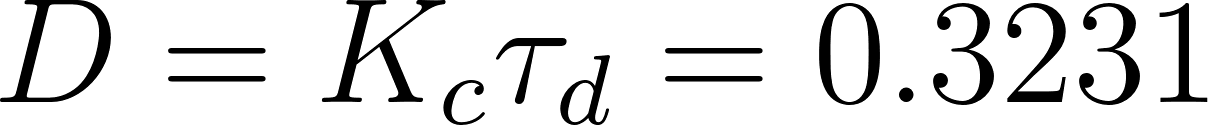 D = K_c τ_d = 0.3231